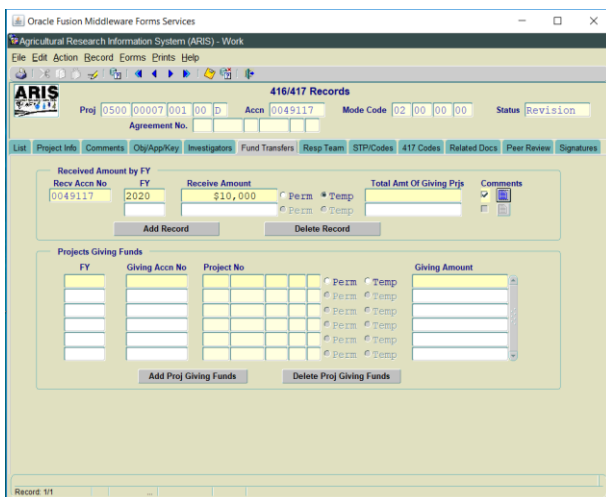 Oracle Fusion Middleware Forms Services
Agricultural Research Information System (ARIS) - Work
File Edit Action Record Forms Prints Help
ARIS
416/417 Records
Proj 0500 00007 001 00 D Accn 0049117 Mode Code 02 00 00 00 Status Revision
Agreement No.
List Project Info Comments Obj/App/Key Investigators Fund Transfers Resp Team STP/Codes 417 Codes Related Docs Peer Review Signatures
Received Amount by FY
Recv Accn No FY Receive Amount Total Amt Of Giving Prjs Comments
0049117 2020 $10,000 Perm Temp
Perm Temp
Add Record Delete Record
Projects Giving Funds
FY Giving Accn No Project No Giving Amount
Perm Temp
Perm Temp
Perm Temp
Perm Temp
Perm Temp
Perm Temp
Add Proj Giving Funds Delete Proj Giving Funds
Record: 1/1 ...